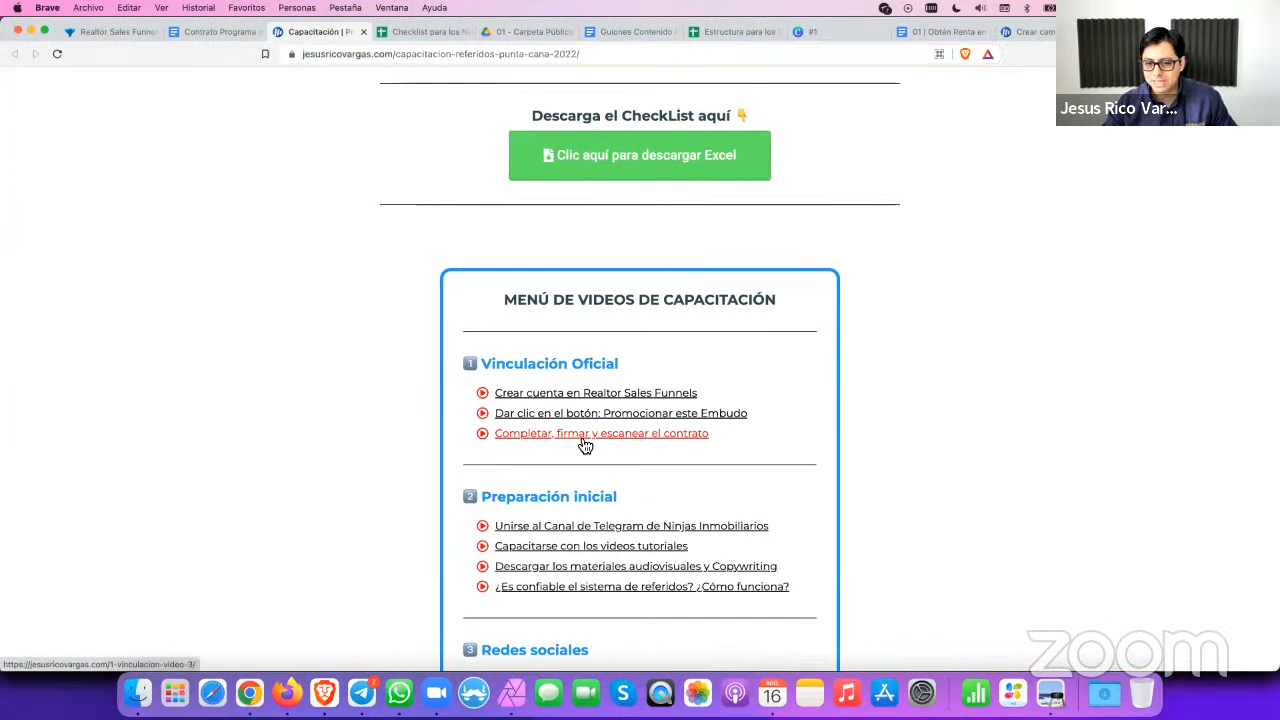 Brave Archivo Editar Ver Historial Favoritos Personas Pestaña Ventana Ayuda
Realtor Sales Funnel
Contrato Programa
Capacitación | P
Checklist para los N
01 - Carpeta Públic
Guiones Contenido
Estructura para los
#1
01 | Obtén Renta en
Crear cam
jesusricovargas.com/capacitacion-referidos-punta-cana-2022/
Jesus Rico Var...
Descarga el CheckList aquí 👇
Clic aquí para descargar Excel
MENÚ DE VIDEOS DE CAPACITACIÓN
1 Vinculación Oficial
Crear cuenta en Realtor Sales Funnels
Dar clic en el botón: Promocionar este Embudo
Completar, firmar y escanear el contrato
2 Preparación inicial
Unirse al Canal de Telegram de Ninjas Inmobiliarios
Capacitarse con los videos tutoriales
Descargar los materiales audiovisuales y Copywriting
¿Es confiable el sistema de referidos? ¿Cómo funciona?
3 Redes sociales
zoom
https://jesusricovargas.com/1-vinculacion-video-3/
7
AGO.
16